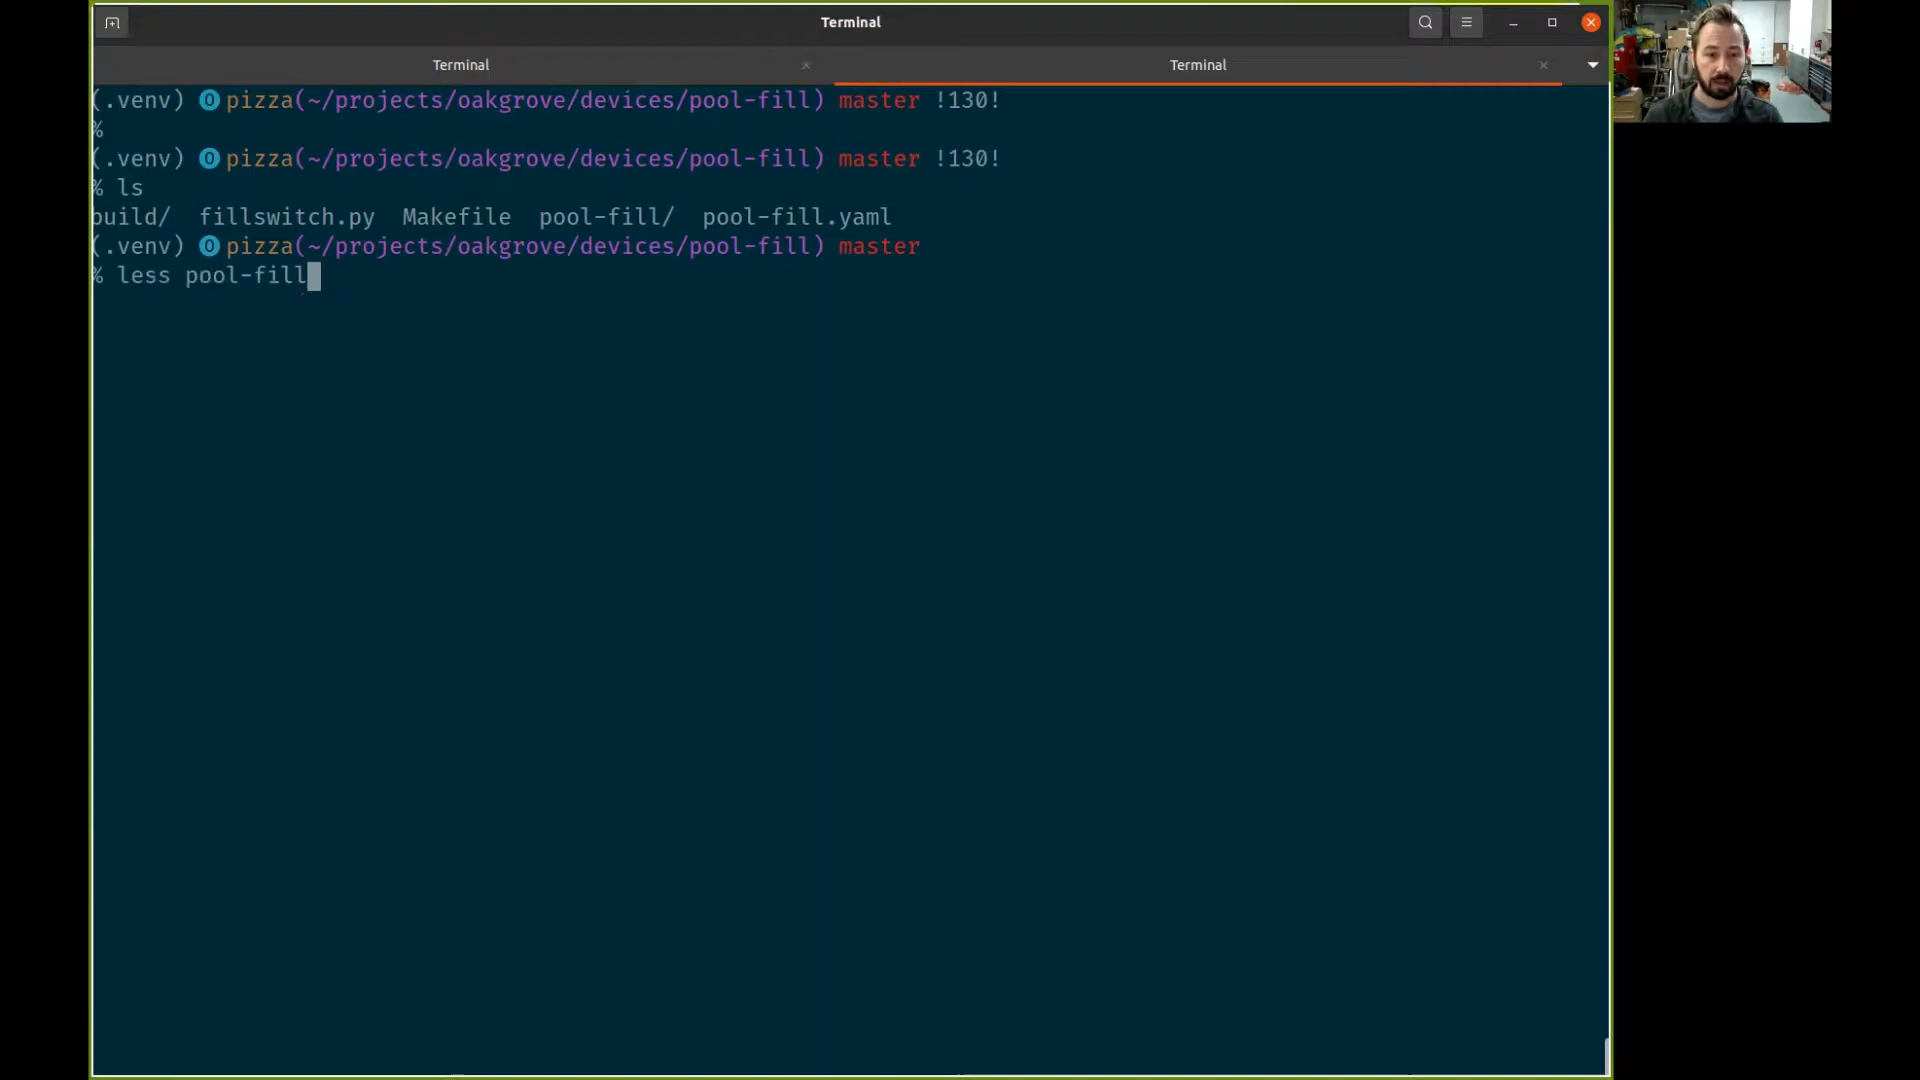 Terminal
Terminal
Terminal
(.venv) O pizza(~/projects/oakgrove/devices/pool-fill) master !130!
%
(.venv) O pizza(~/projects/oakgrove/devices/pool-fill) master !130!
% ls
build/  fillswitch.py  Makefile  pool-fill/  pool-fill.yaml
(.venv) O pizza(~/projects/oakgrove/devices/pool-fill) master
% less pool-fill